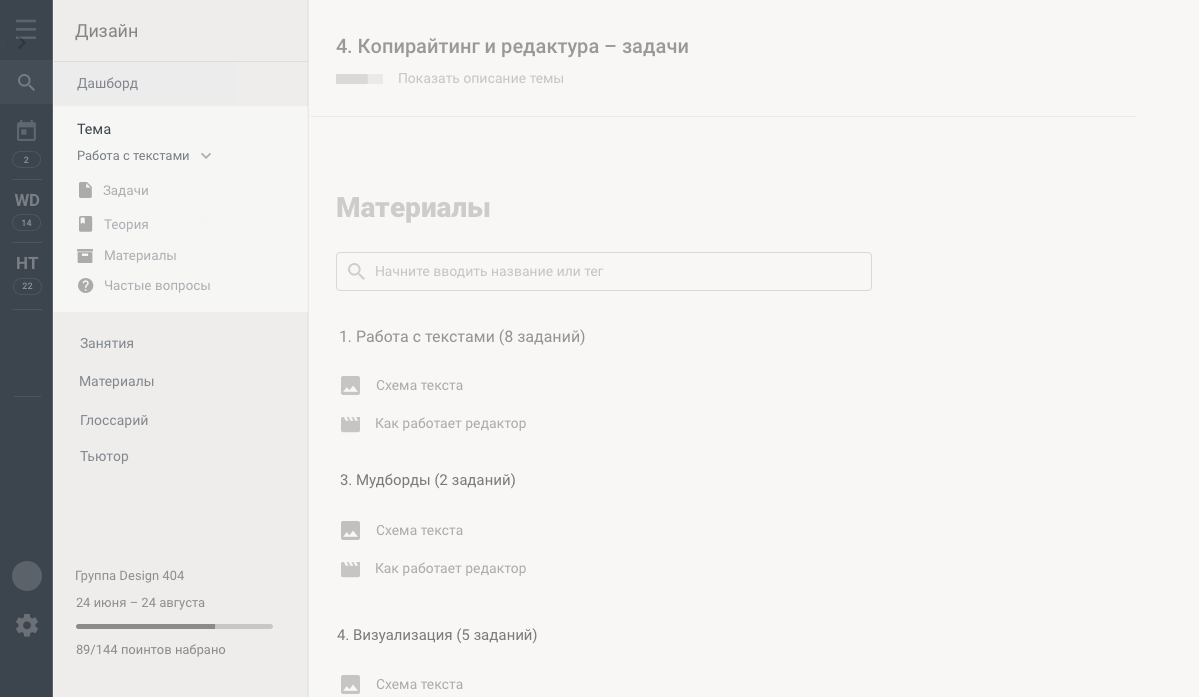 2
WD
14
HT
22
Дизайн
Дашборд
Тема
Работа с текстами
Задачи
Теория
Материалы
Частые вопросы
Занятия
Материалы
Глоссарий
Тьютор
Группа Design 404
24 июня – 24 августа
89/144 поинтов набрано
4. Копирайтинг и редактура – задачи
Показать описание темы
Материалы
Начните вводить название или тег
1. Работа с текстами (8 заданий)
Схема текста
Как работает редактор
3. Мудборды (2 задания)
Схема текста
Как работает редактор
4. Визуализация (5 заданий)
Схема текста